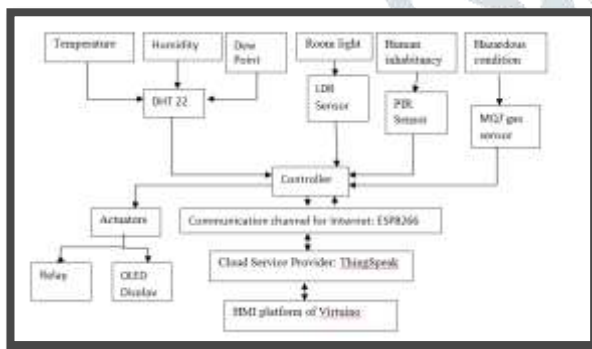 Temperature
Humidity
Dew
Point
Room light
Human
inhabitancy
Hazardous
condition
DHT 22
LDR
Sensor
PIR
Sensor
MQ7 gas
sensor
Controller
Actuators
Communication channel for Internet: ESP8266
Relay
OLED
Display
Cloud Service Provider: ThingSpeak
HMI platform of Virtuino